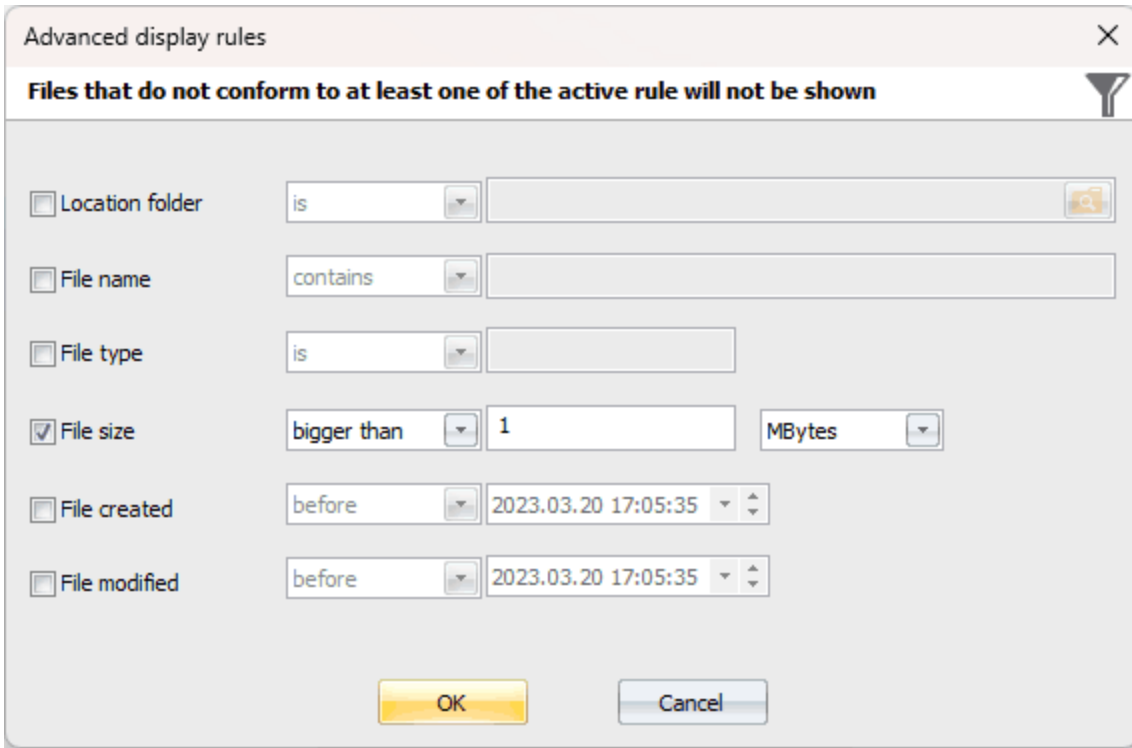 Advanced display rules
Files that do not conform to at least one of the active rule will not be shown
Location folder is
File name contains
File type is
File size bigger than 1 MBytes
File created before 2023.03.20 17:05:35
File modified before 2023.03.20 17:05:35
OK Cancel